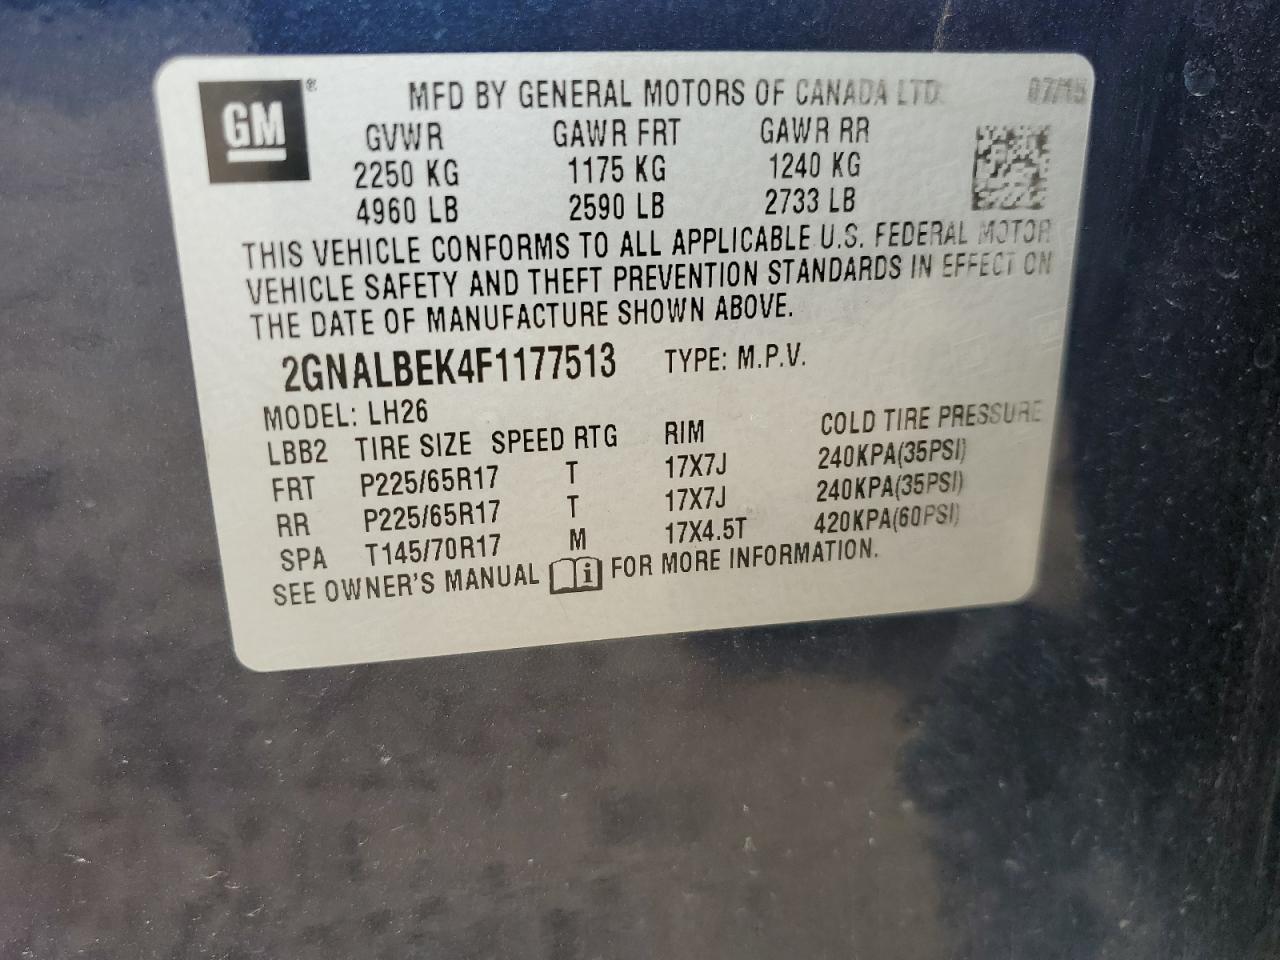 GM ®
MFD BY GENERAL MOTORS OF CANADA LTD. 07/15
GVWR GAWR FRT GAWR RR
2250 KG 1175 KG 1240 KG
4960 LB 2590 LB 2733 LB
THIS VEHICLE CONFORMS TO ALL APPLICABLE U.S. FEDERAL MOTOR
VEHICLE SAFETY AND THEFT PREVENTION STANDARDS IN EFFECT ON
THE DATE OF MANUFACTURE SHOWN ABOVE.
2GNALBEK4F1177513 TYPE: M.P.V.
MODEL: LH26
LBB2 TIRE SIZE SPEED RTG RIM COLD TIRE PRESSURE
FRT P225/65R17 T 17X7J 240KPA(35PSI)
RR P225/65R17 T 17X7J 240KPA(35PSI)
SPA T145/70R17 M 17X4.5T 420KPA(60PSI)
SEE OWNER'S MANUAL i FOR MORE INFORMATION.